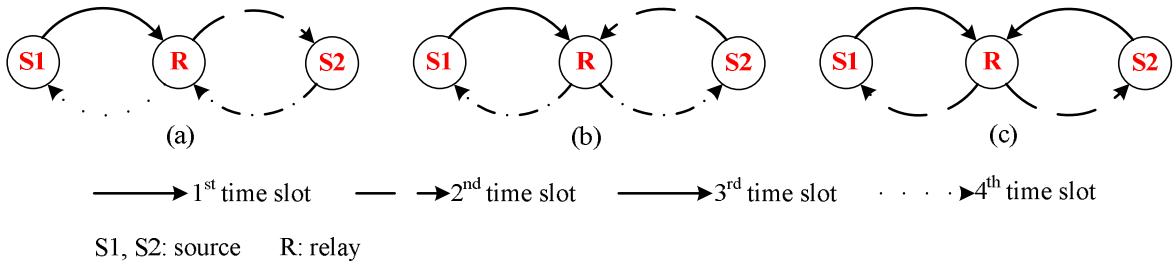 S1 R S2 S1 R S2 S1 R S2
(a) (b) (c)
1st time slot 2nd time slot 3rd time slot 4th time slot
S1, S2: source R: relay